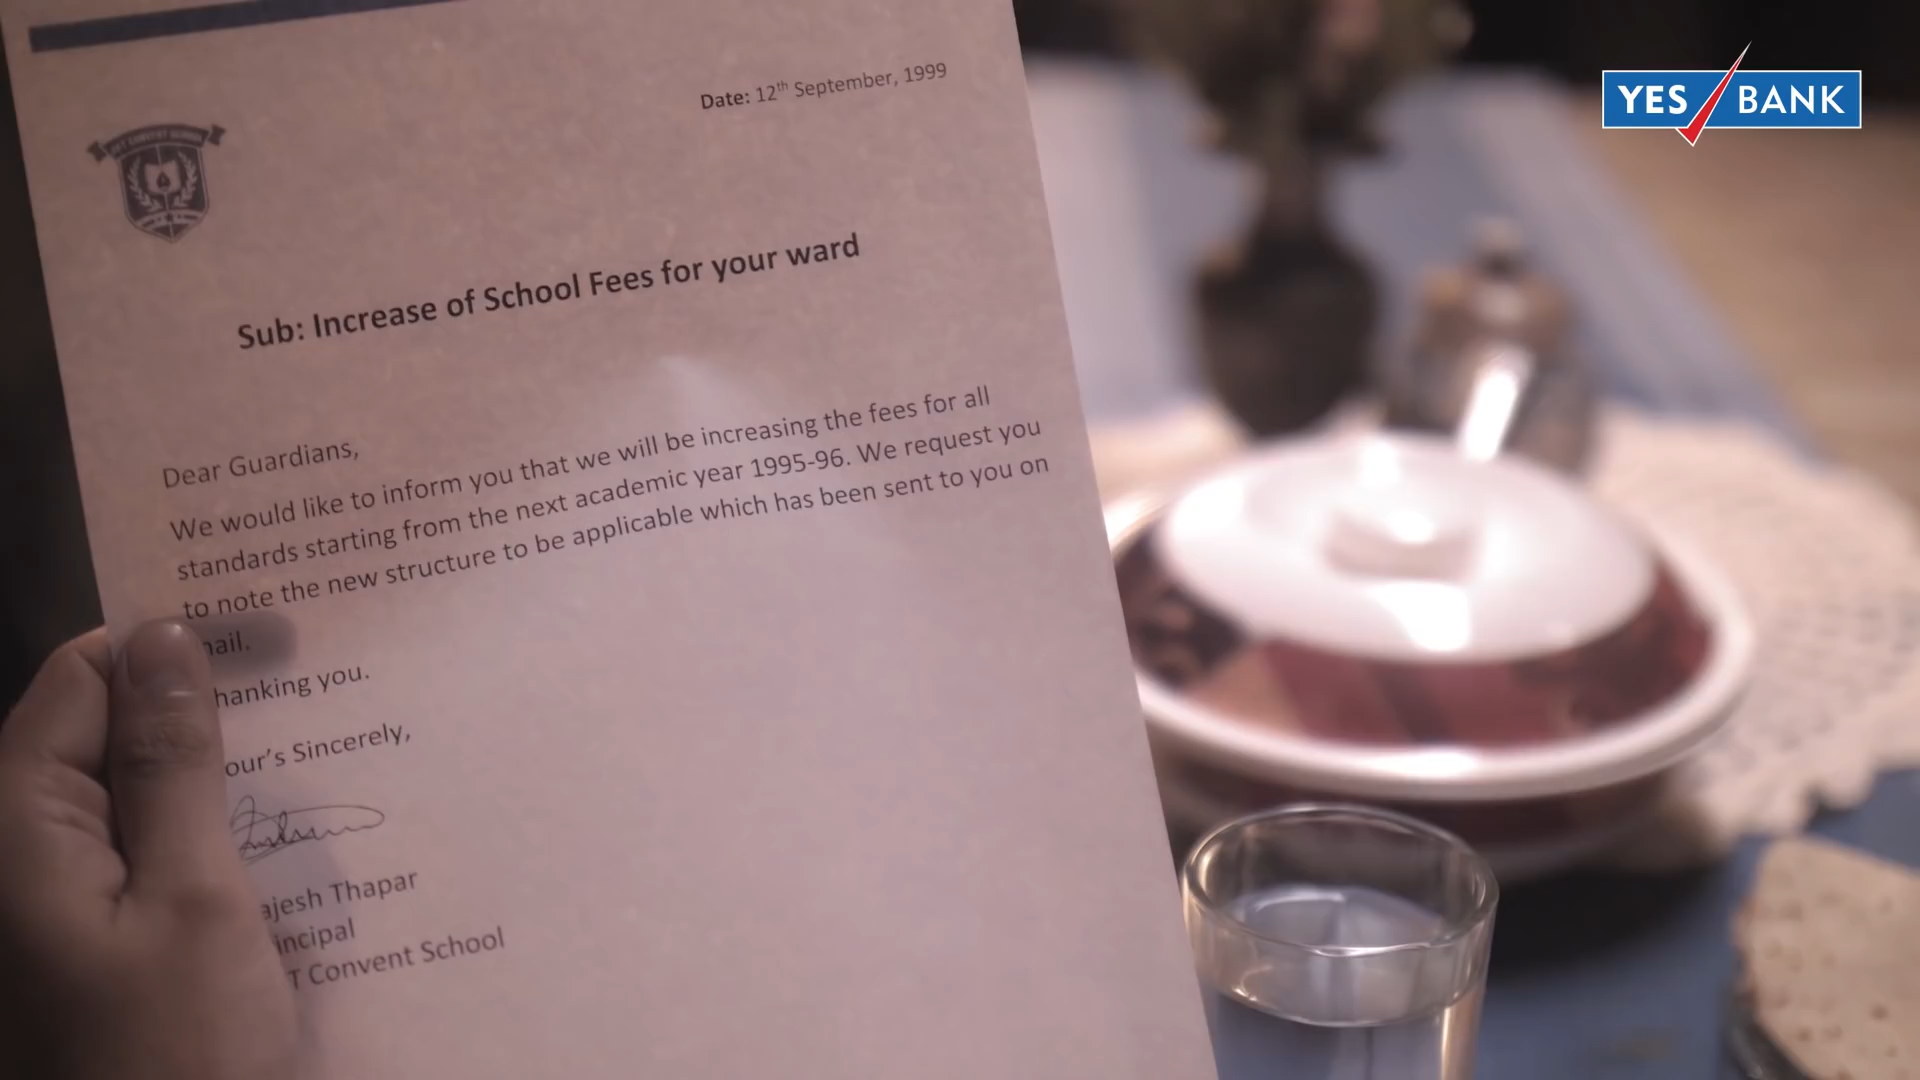 Date: 12th September, 1999
YES BANK
CONVENT SCHOOL
Sub: Increase of School Fees for your ward
Dear Guardians,
We would like to inform you that we will be increasing the fees for all
standards starting from the next academic year 1995-96. We request you
to note the new structure to be applicable which has been sent to you on
nail.
hanking you.
our's Sincerely,
ajesh Thapar
incipal
T Convent School